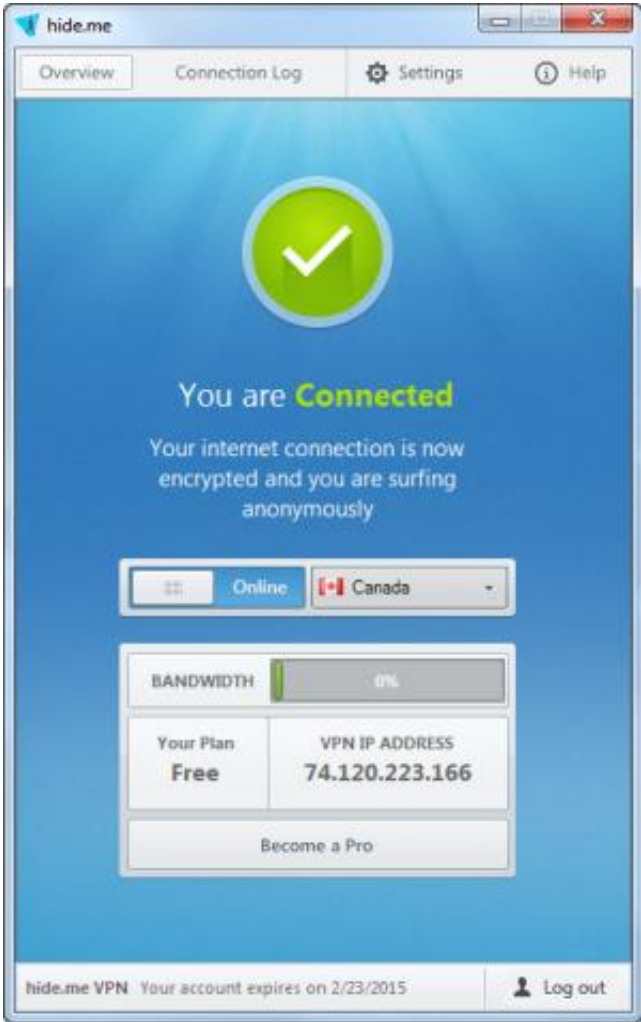 hide.me
Overview Connection Log Settings Help
You are Connected
Your internet connection is now
encrypted and you are surfing
anonymously
Online Canada
BANDWIDTH 0%
Your Plan VPN IP ADDRESS
Free 74.120.223.166
Become a Pro
hide.me VPN Your account expires on 2/23/2015 Log out